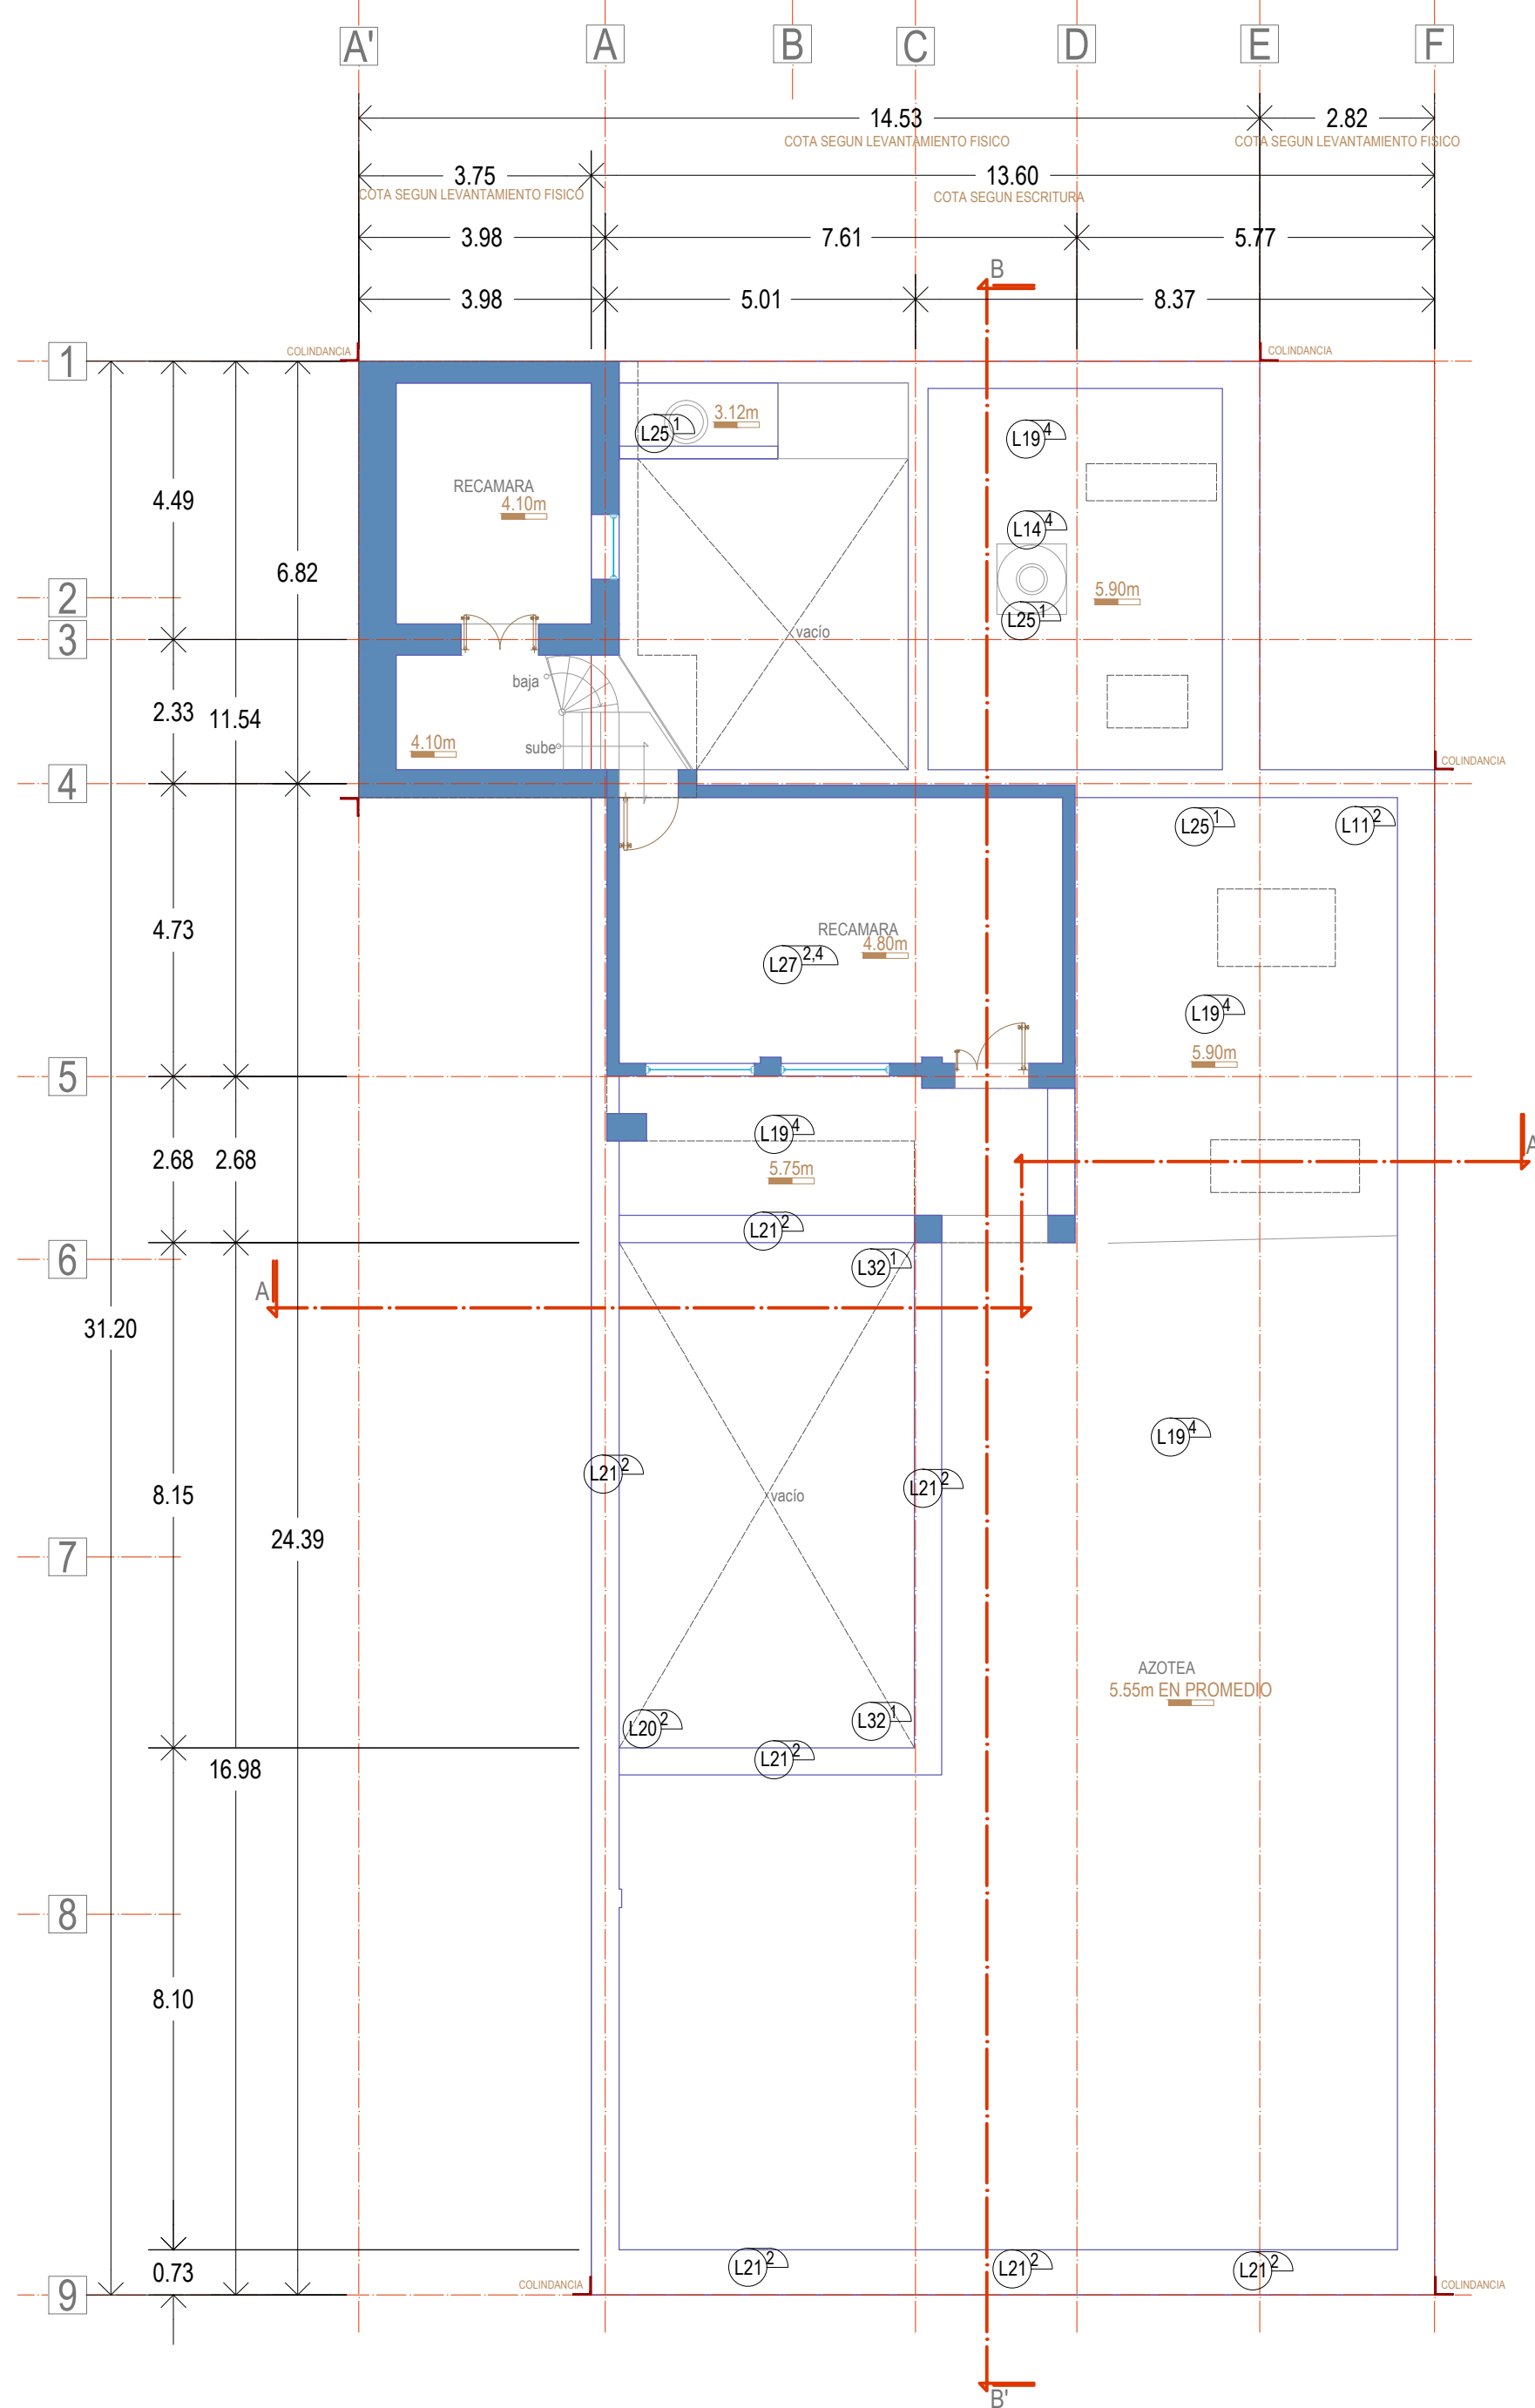 A' A B C D E F
14.53 2.82
COTA SEGUN LEVANTAMIENTO FISICO COTA SEGUN LEVANTAMIENTO FISICO
3.75 13.60
COTA SEGUN LEVANTAMIENTO FISICO COTA SEGUN ESCRITURA
3.98 7.61 5.77
B
3.98 5.01 8.37
COLINDANCIA COLINDANCIA
1
3.12m
L25 1
L19 4
RECAMARA
4.10m
4.49
L14 4
6.82
5.90m
2
L25 1
3
vacío
baja
2.33 11.54
4.10m
sube
COLINDANCIA
4
L25 1
L11 2
4.73
RECAMARA
4.80m
L27 2,4
L19 4
5.90m
5
L19 4
A
2.68 2.68
5.75m
L21 2
6
L32 1
A
31.20
L21 2
L21 2
L19 4
8.15
vacío
24.39
7
AZOTEA
5.55m EN PROMEDIO
L20 2
L32 1
L21 2
16.98
8
8.10
0.73
L21 2
L21 2
L21 2
9
COLINDANCIA COLINDANCIA
B'